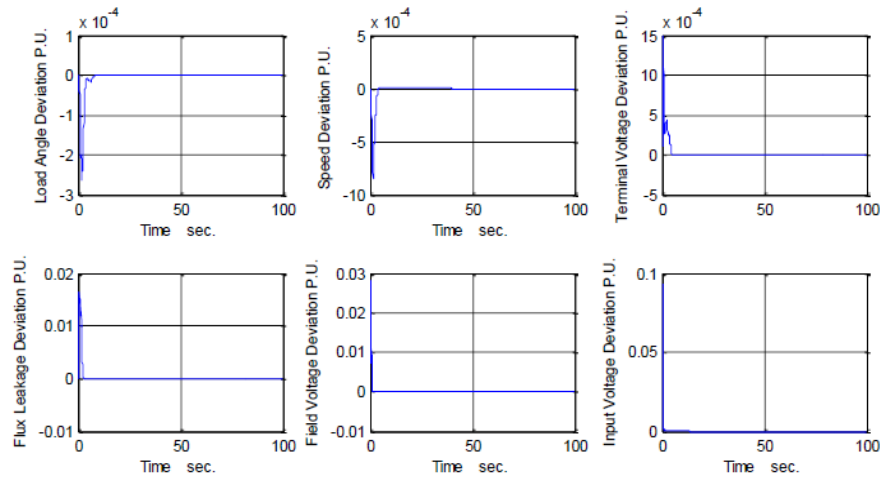 x 10⁻⁴
1
0
-1
-2
-3
Load Angle Deviation P.U.
0 50 100
Time sec.
x 10⁻⁴
5
0
-5
-10
Speed Deviation P.U.
0 50 100
Time sec.
x 10⁻⁴
15
10
5
0
-5
Terminal Voltage Deviation P.U.
0 50 100
Time sec.
0.02
0.01
0
-0.01
Flux Leakage Deviation P.U.
0 50 100
Time sec.
0.03
0.02
0.01
0
-0.01
Field Voltage Deviation P.U.
0 50 100
Time sec.
0.1
0.05
0
Input Voltage Deviation P.U.
0 50 100
Time sec.